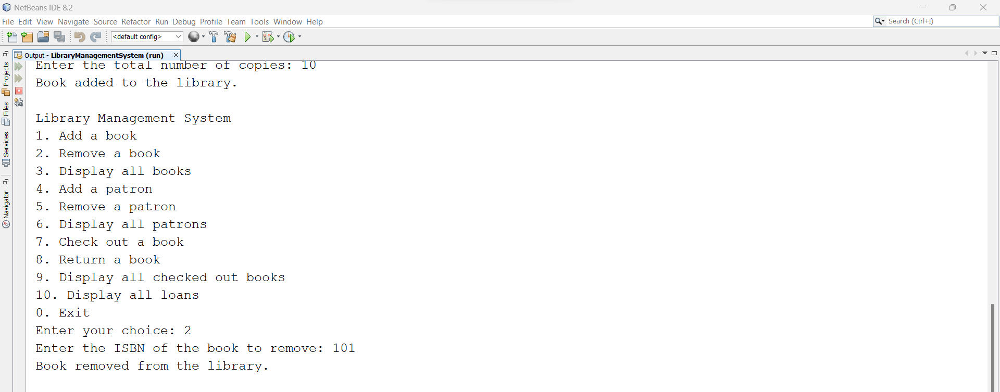 NetBeans IDE 8.2
File Edit View Navigate Source Refactor Run Debug Profile Team Tools Window Help
Search (Ctrl+I)
<default config>
Output - LibraryManagementSystem (run)
Projects
Files
Services
Navigator
Enter the total number of copies: 10
Book added to the library.
Library Management System
1. Add a book
2. Remove a book
3. Display all books
4. Add a patron
5. Remove a patron
6. Display all patrons
7. Check out a book
8. Return a book
9. Display all checked out books
10. Display all loans
0. Exit
Enter your choice: 2
Enter the ISBN of the book to remove: 101
Book removed from the library.